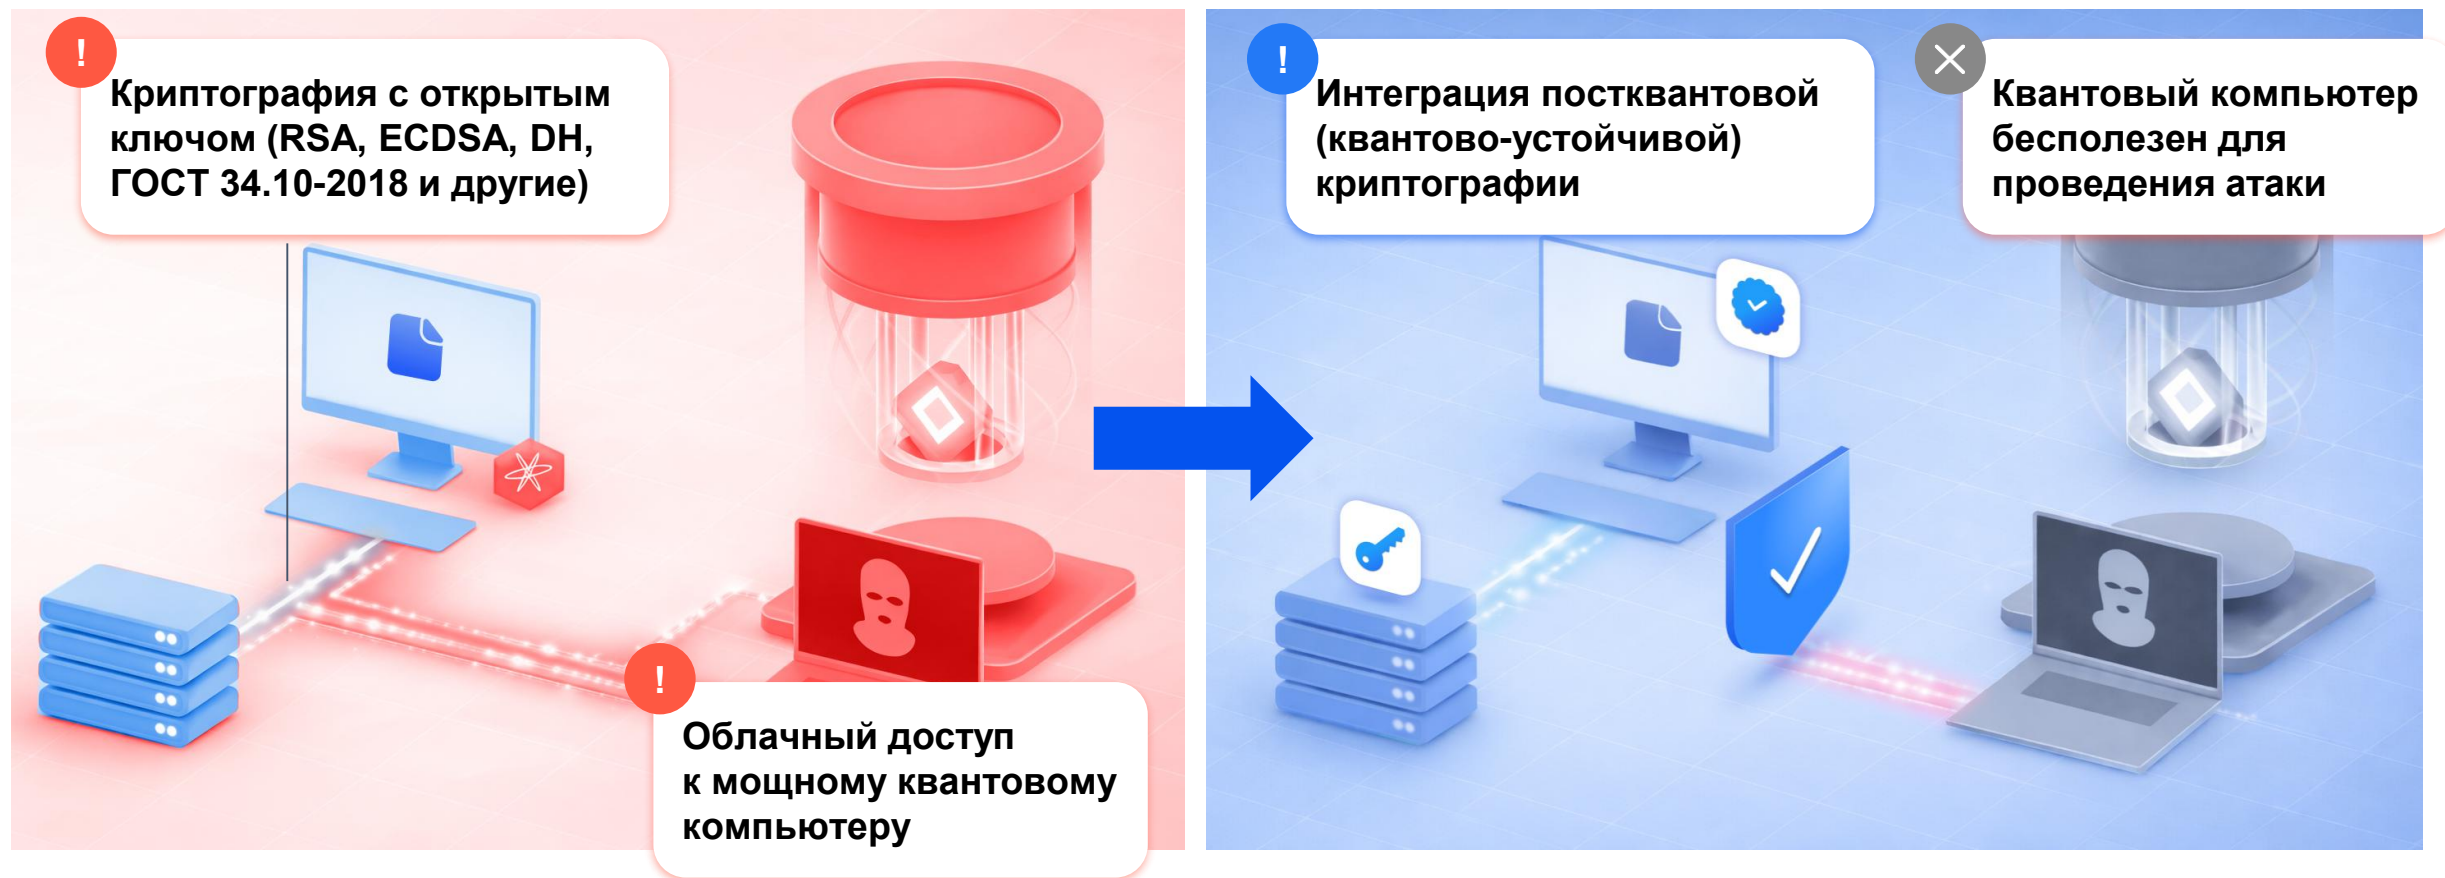 !
Криптография с открытым
ключом (RSA, ECDSA, DH,
ГОСТ 34.10-2018 и другие)
!
Облачный доступ
к мощному квантовому
компьютеру
!
Интеграция постквантовой
(квантово-устойчивой)
криптографии
Квантовый компьютер
бесполезен для
проведения атаки